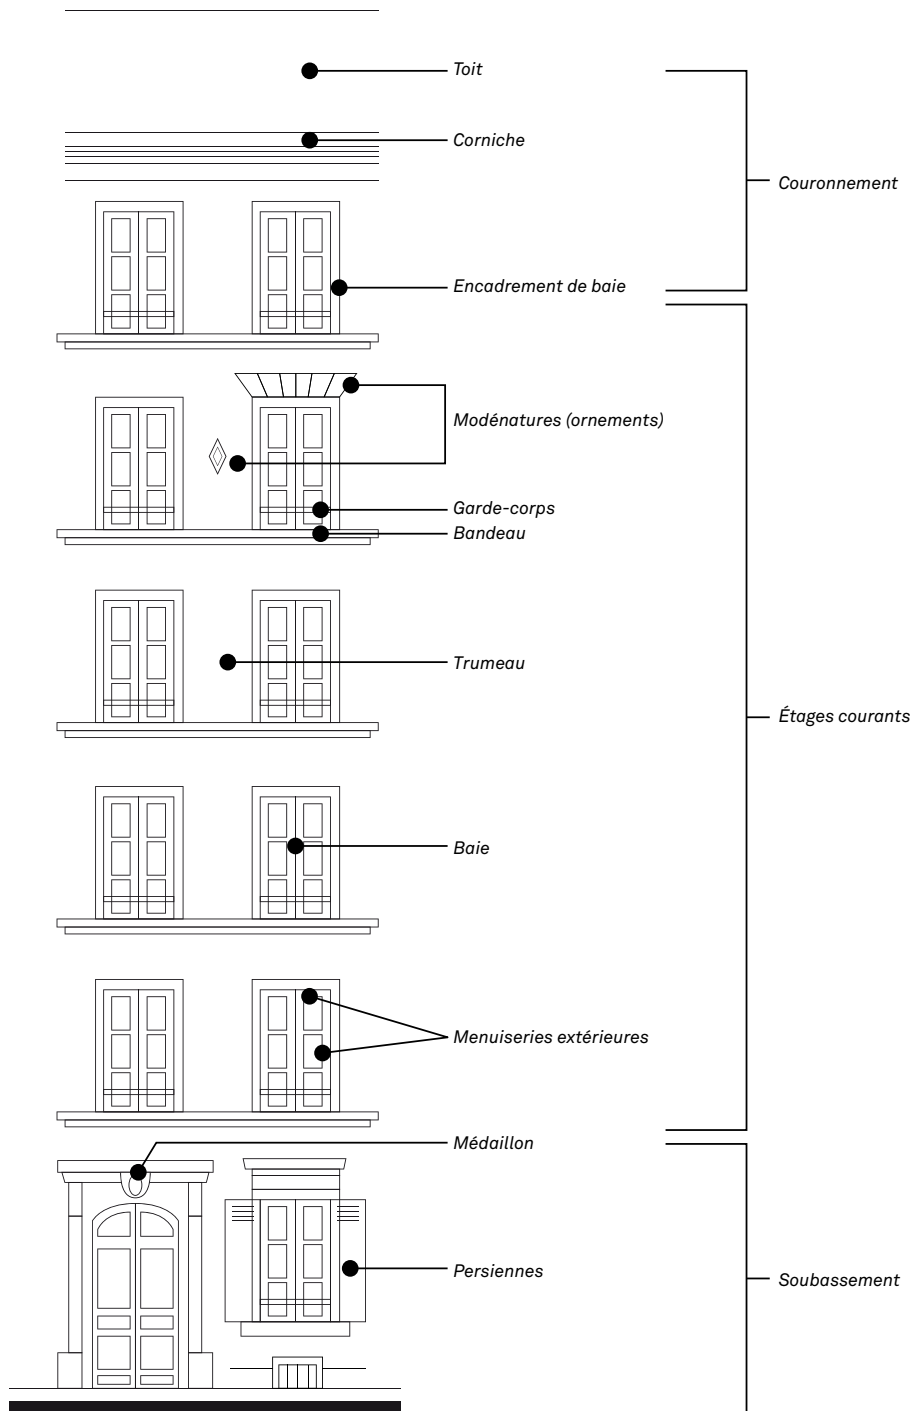 Toit
Corniche
Couronnement
Encadrement de baie
Modénatures (ornements)
Garde-corps
Bandeau
Trumeau
Étages courants
Baie
Menuiseries extérieures
Médaillon
Persiennes
Soubassement